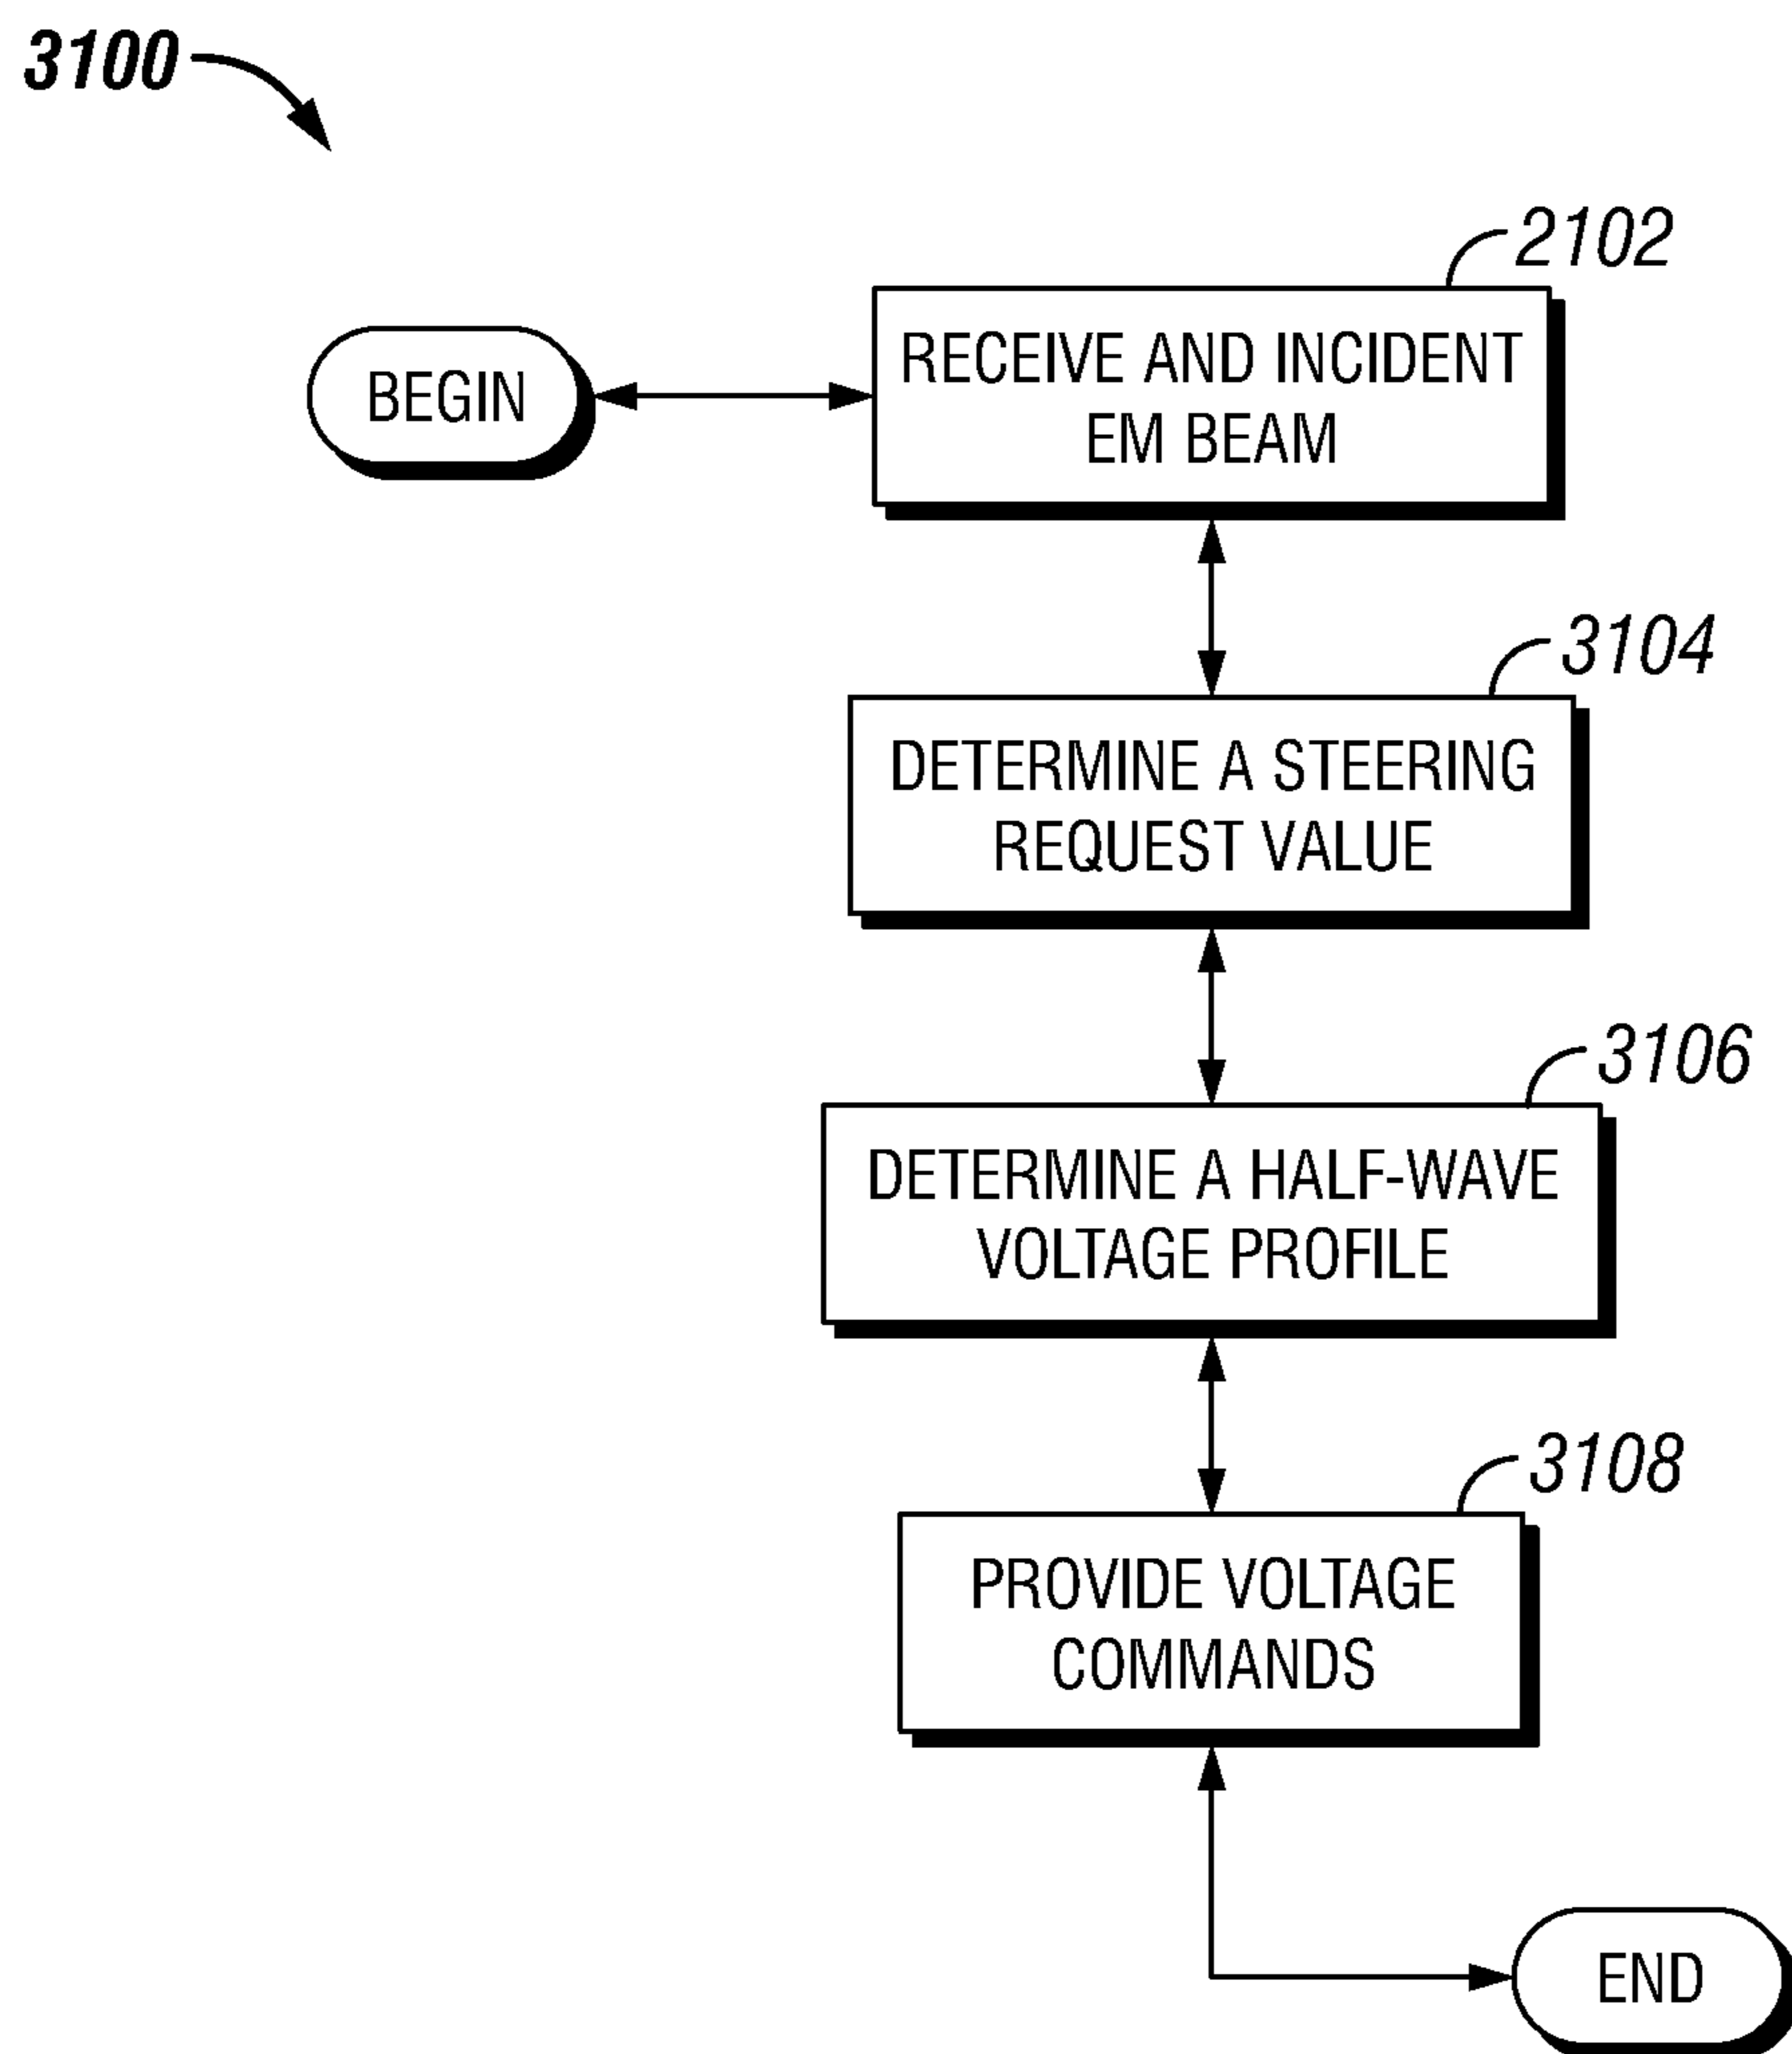 3100
2102
BEGIN
RECEIVE AND INCIDENT
EM BEAM
3104
DETERMINE A STEERING
REQUEST VALUE
3106
DETERMINE A HALF-WAVE
VOLTAGE PROFILE
3108
PROVIDE VOLTAGE
COMMANDS
END